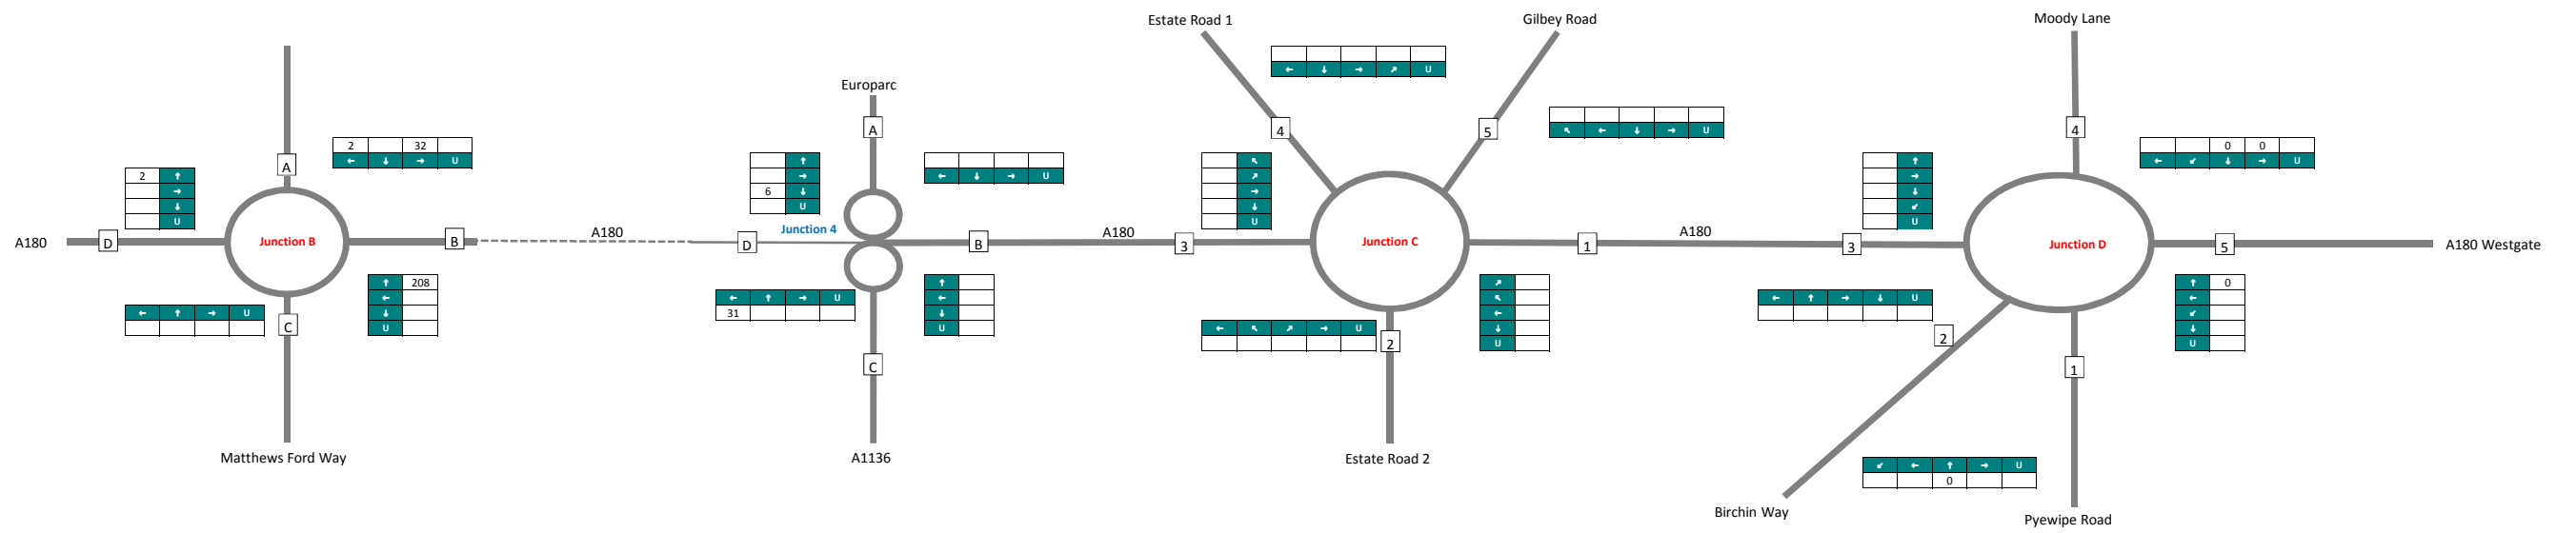 Estate Road 1
Gilbey Road
Moody Lane
← ↓ → ↗ U
Europarc
↖ ← ↓ → U
A
4
5
4
2 32
← ↓ → U
0 0
← ↙ ↓ → U
A
2 ↑
→
↓
U
↑
→
6 ↓
U
← ↓ → U
↖
↗
→
↓
U
↑
→
↓
↙
U
A180
D
Junction B
B
A180
D
Junction 4
B
A180
3
Junction C
1
A180
3
Junction D
5
A180 Westgate
↑ 208
←
↓
U
← ↑ → U
C
← ↑ → U
31
↑
←
↓
U
C
← ↖ ↗ → U
2
↗
↖
←
↓
U
← ↑ → ↓ U
2
1
↑ 0
←
↙
↓
U
Matthews Ford Way
A1136
Estate Road 2
↙ ← ↑ → U
0
Birchin Way
Pyewipe Road